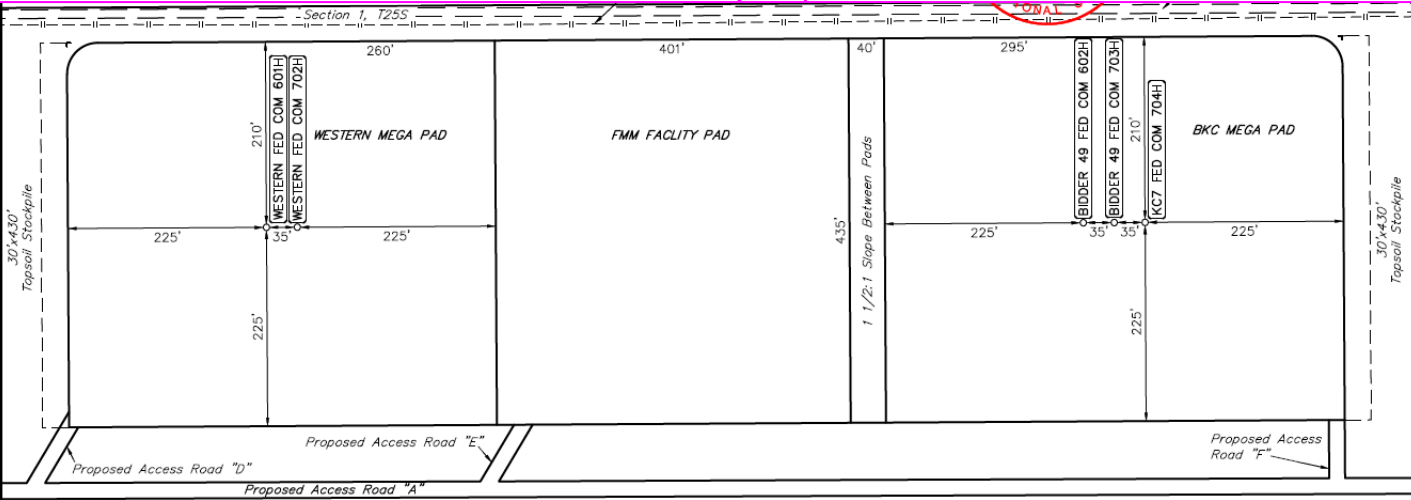 Section 1, T25S
ONAL
260'
401'
40'
295'
WESTERN FED COM 601H
WESTERN FED COM 702H
BIDDER 49 FED COM 602H
BIDDER 49 FED COM 703H
KC7 FED COM 704H
210'
WESTERN MEGA PAD
FMM FACLITY PAD
210'
BKC MEGA PAD
30'x430'
Topsoil Stockpile
1 1/2:1 Slope Between Pads
30'x430'
Topsoil Stockpile
225'
35'
225'
435'
225'
35'
35'
225'
225'
225'
Proposed Access Road "E"
Proposed Access
Road "F"
Proposed Access Road "D"
Proposed Access Road "A"